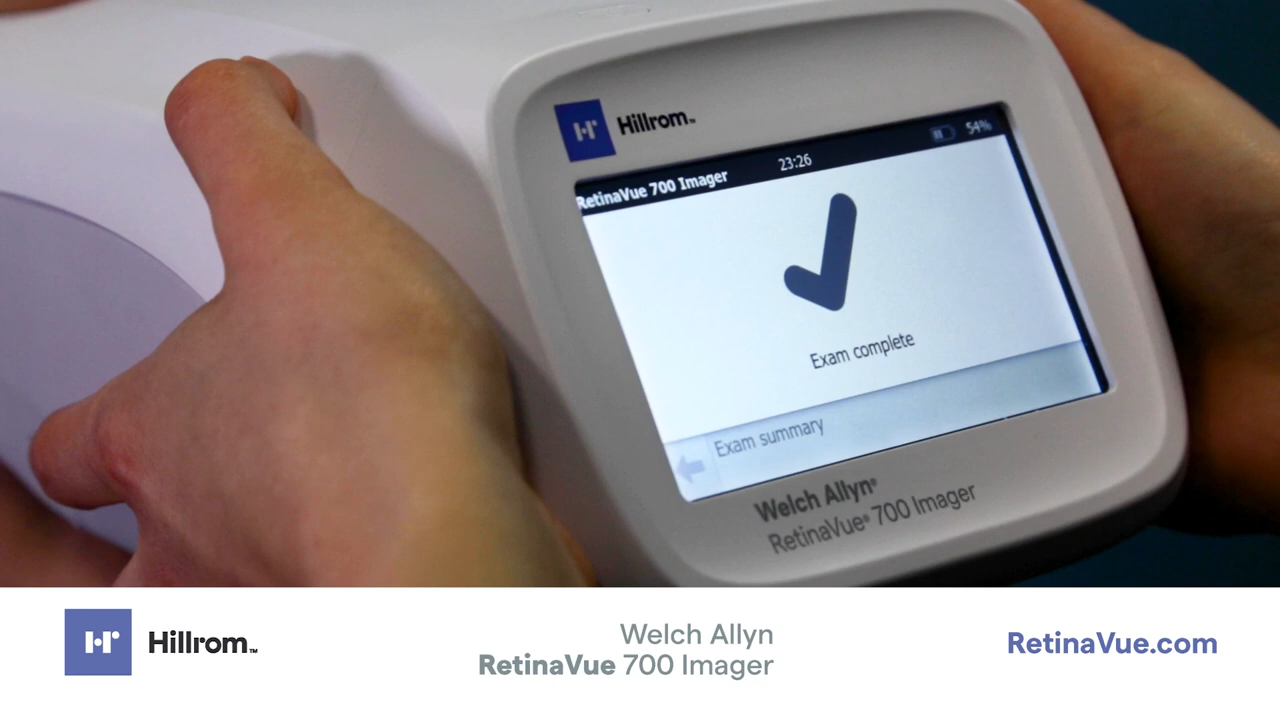 Hillrom™
RetinaVue 700 Imager 23:26 54%
Exam complete
Exam summary
Welch Allyn®
RetinaVue® 700 Imager
Hillrom™
Welch Allyn
RetinaVue 700 Imager
RetinaVue.com